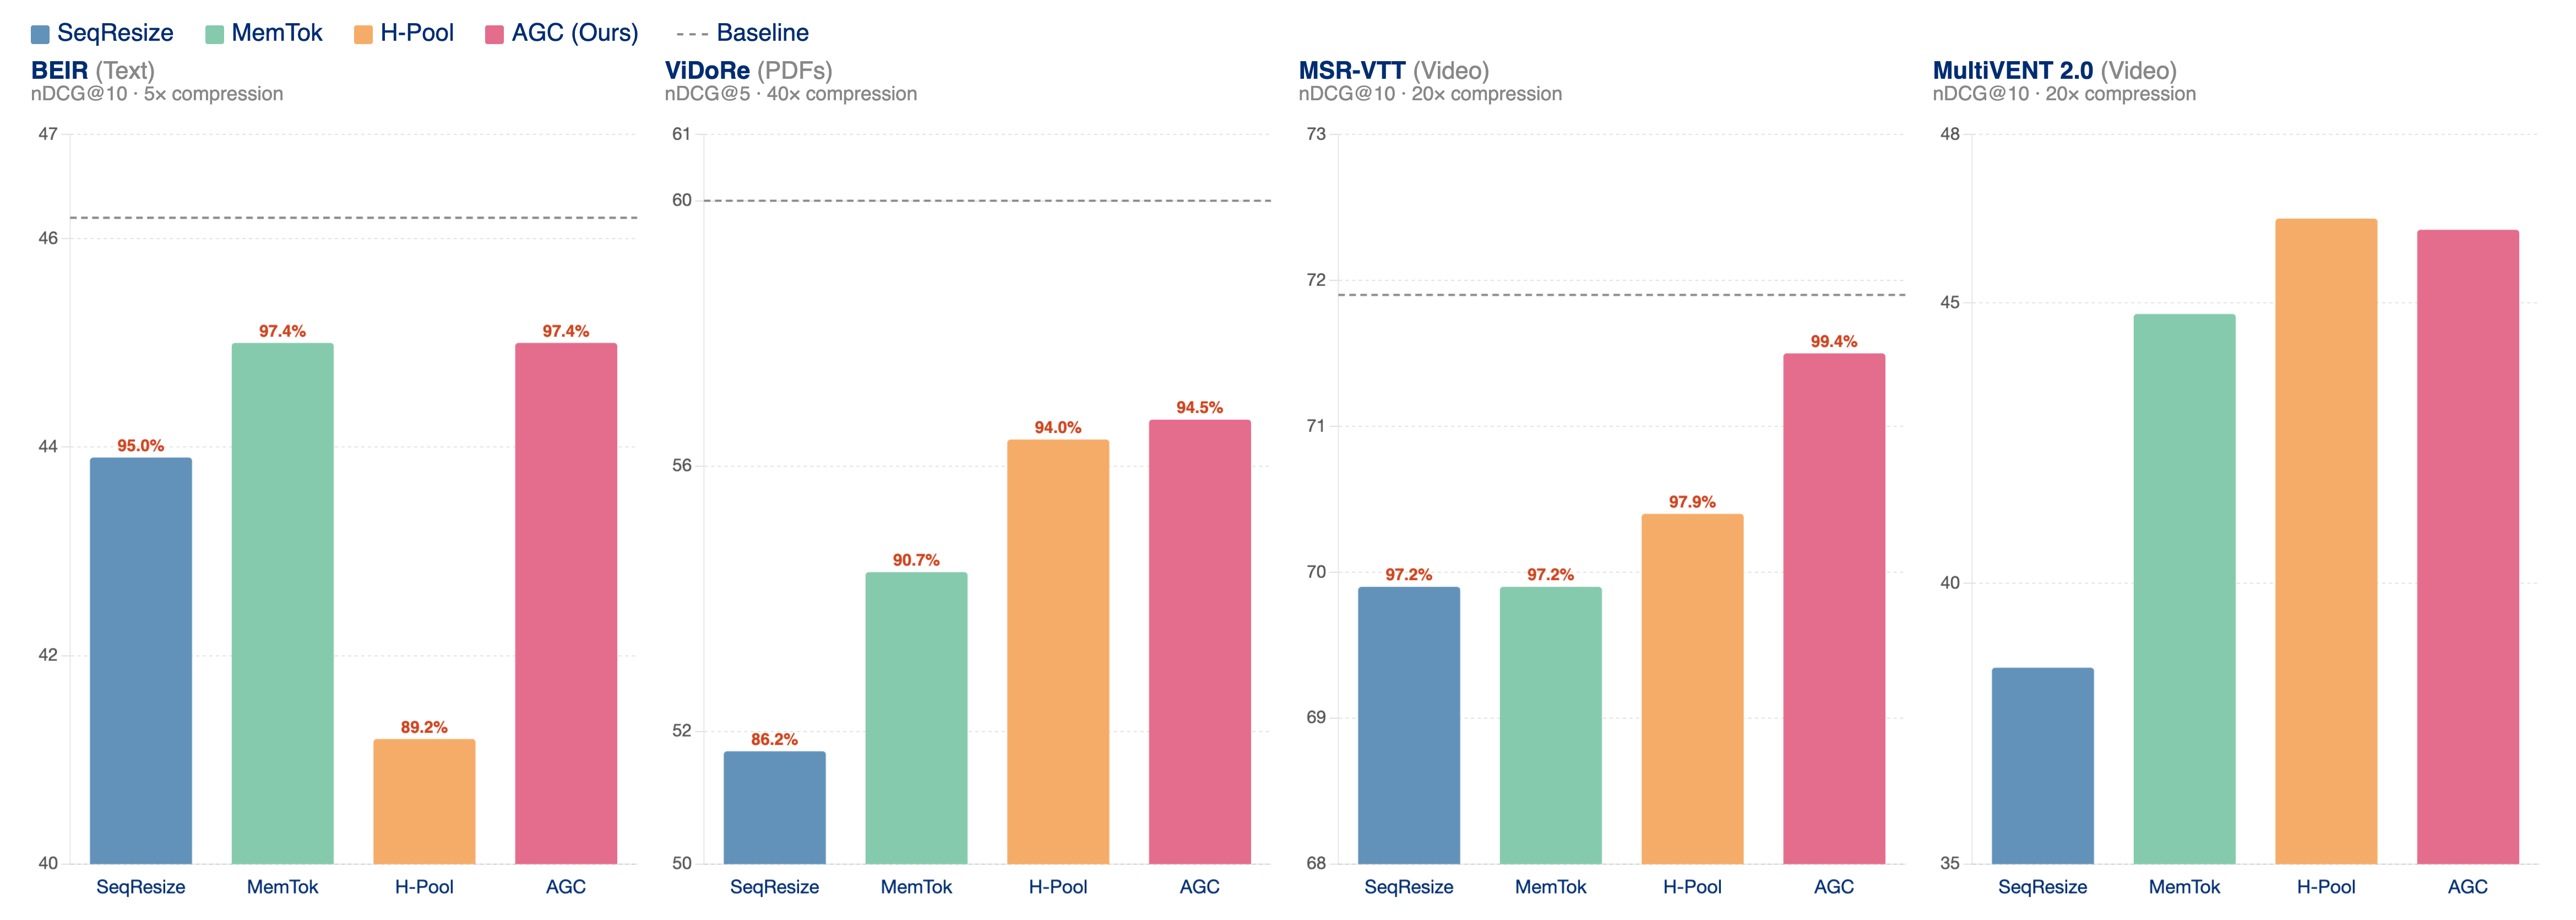 SeqResize MemTok H-Pool AGC (Ours) Baseline
BEIR (Text)
nDCG@10 · 5× compression
47
46
44
42
40
95.0%
97.4%
89.2%
97.4%
SeqResize MemTok H-Pool AGC
ViDoRe (PDFs)
nDCG@5 · 40× compression
61
60
56
52
50
86.2%
90.7%
94.0%
94.5%
SeqResize MemTok H-Pool AGC
MSR-VTT (Video)
nDCG@10 · 20× compression
73
72
71
70
69
68
97.2%
97.2%
97.9%
99.4%
SeqResize MemTok H-Pool AGC
MultiVENT 2.0 (Video)
nDCG@10 · 20× compression
48
45
40
35
SeqResize MemTok H-Pool AGC